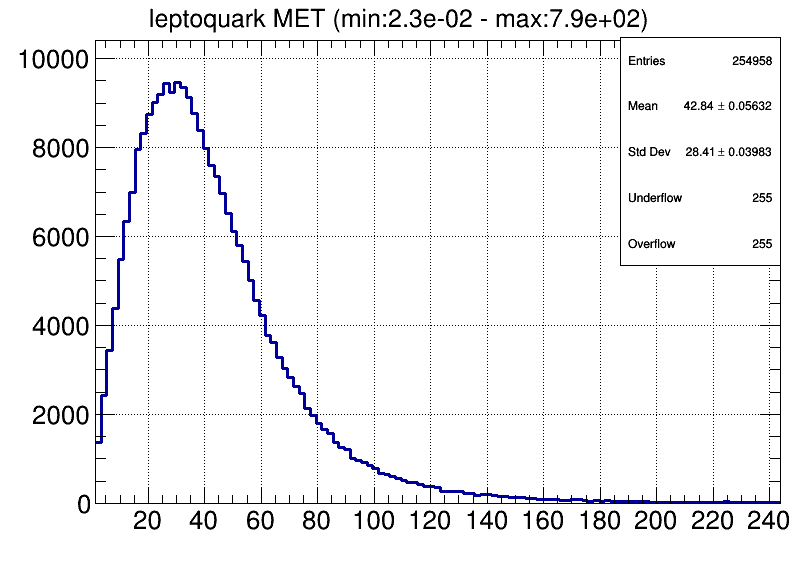 leptoquark MET (min:2.3e-02 - max:7.9e+02)
Entries 254958
Mean 42.84 ± 0.05632
Std Dev 28.41 ± 0.03983
Underflow 255
Overflow 255
10000
8000
6000
4000
2000
0
20 40 60 80 100 120 140 160 180 200 220 240